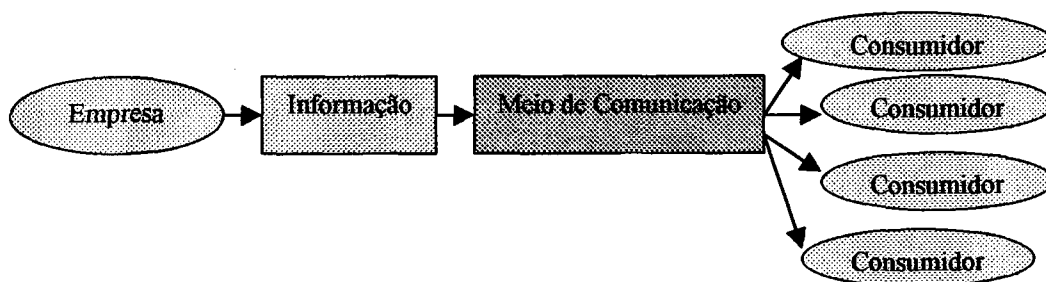 Empresa
Informação
Meio de Comunicação
Consumidor
Consumidor
Consumidor
Consumidor